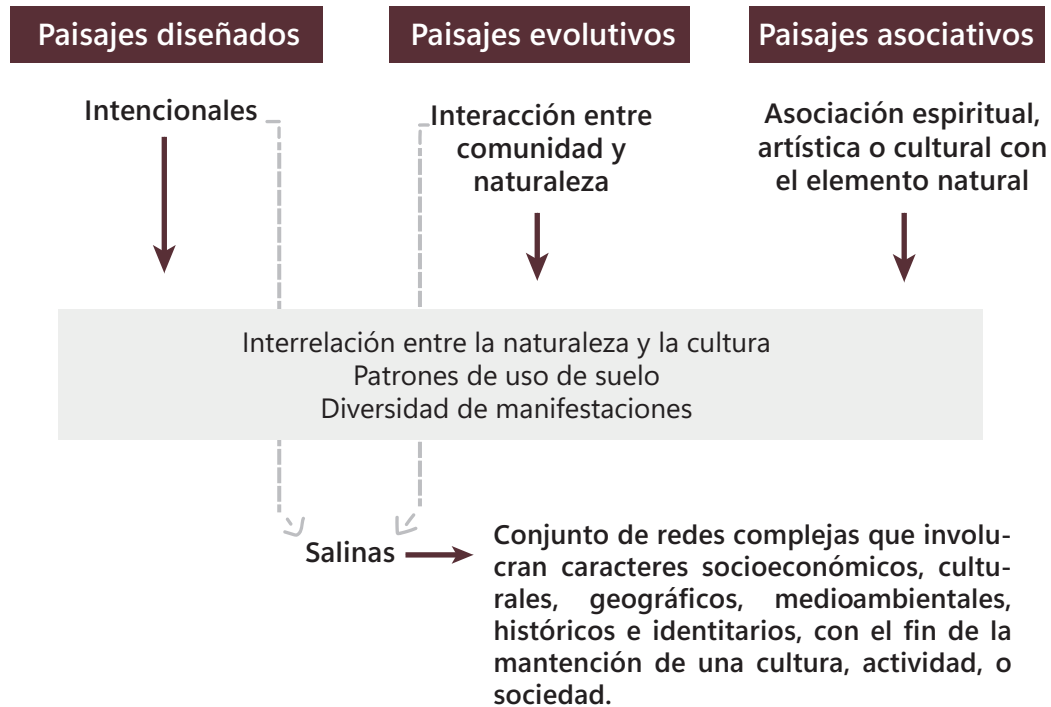 Paisajes diseñados
Paisajes evolutivos
Paisajes asociativos
Intencionales
Interacción entre
comunidad y
naturaleza
Asociación espiritual,
artística o cultural con
el elemento natural
Interrelación entre la naturaleza y la cultura
Patrones de uso de suelo
Diversidad de manifestaciones
Salinas
Conjunto de redes complejas que involu-
cran caracteres socioeconómicos, cultu-
rales, geográficos, medioambientales,
históricos e identitarios, con el fin de la
mantención de una cultura, actividad, o
sociedad.